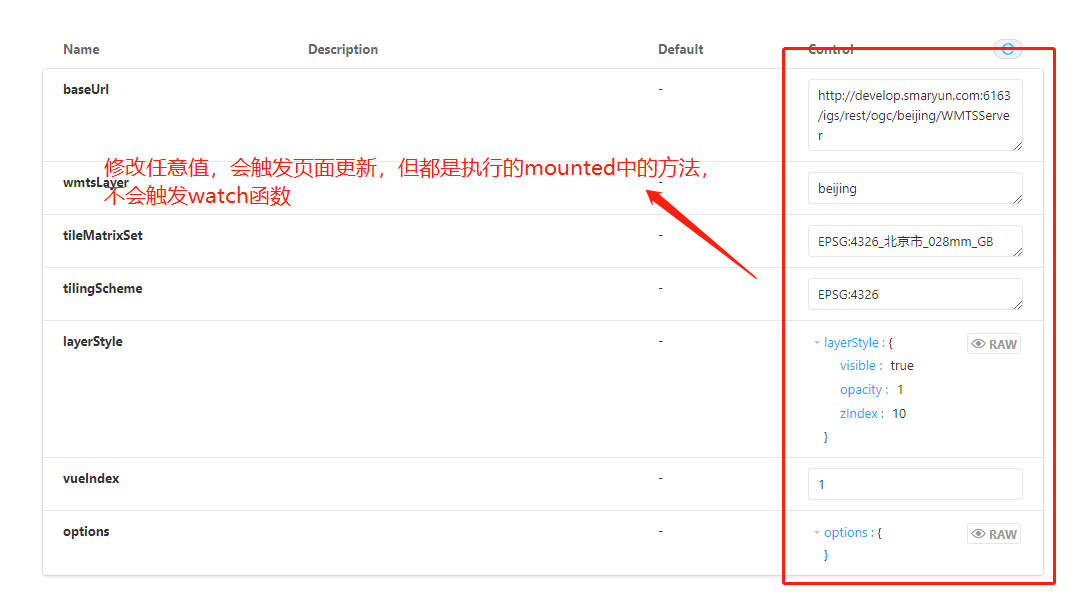 Name Description Default Control
baseUrl - http://develop.smaryun.com:6163
/igs/rest/ogc/beijing/WMTSServe
r
修改任意值，会触发页面更新，但都是执行的mounted中的方法，
不会触发watch函数
wmtsLayer - beijing
tileMatrixSet - EPSG:4326_北京市_028mm_GB
tilingScheme - EPSG:4326
layerStyle - layerStyle : { RAW
visible : true
opacity : 1
zIndex : 10
}
vueIndex - 1
options - options : { RAW
}